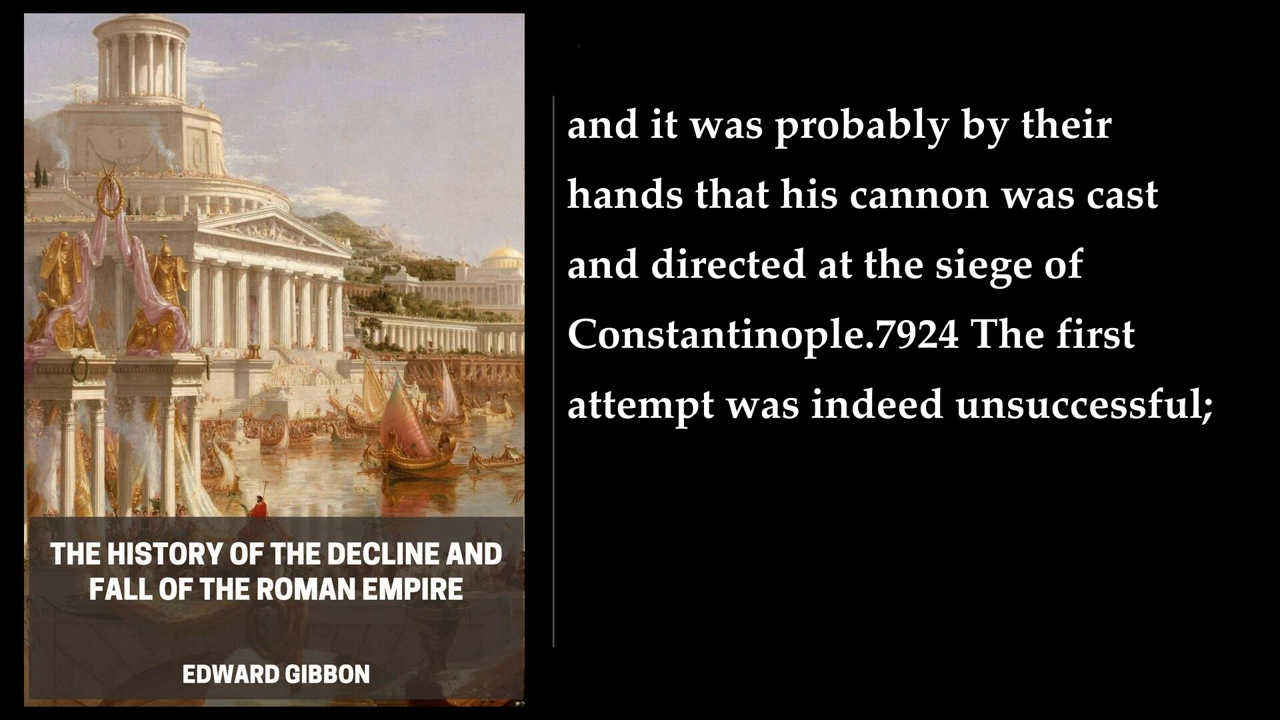 and it was probably by their
hands that his cannon was cast
and directed at the siege of
Constantinople.7924 The first
attempt was indeed unsuccessful;
THE HISTORY OF THE DECLINE AND
FALL OF THE ROMAN EMPIRE
EDWARD GIBBON